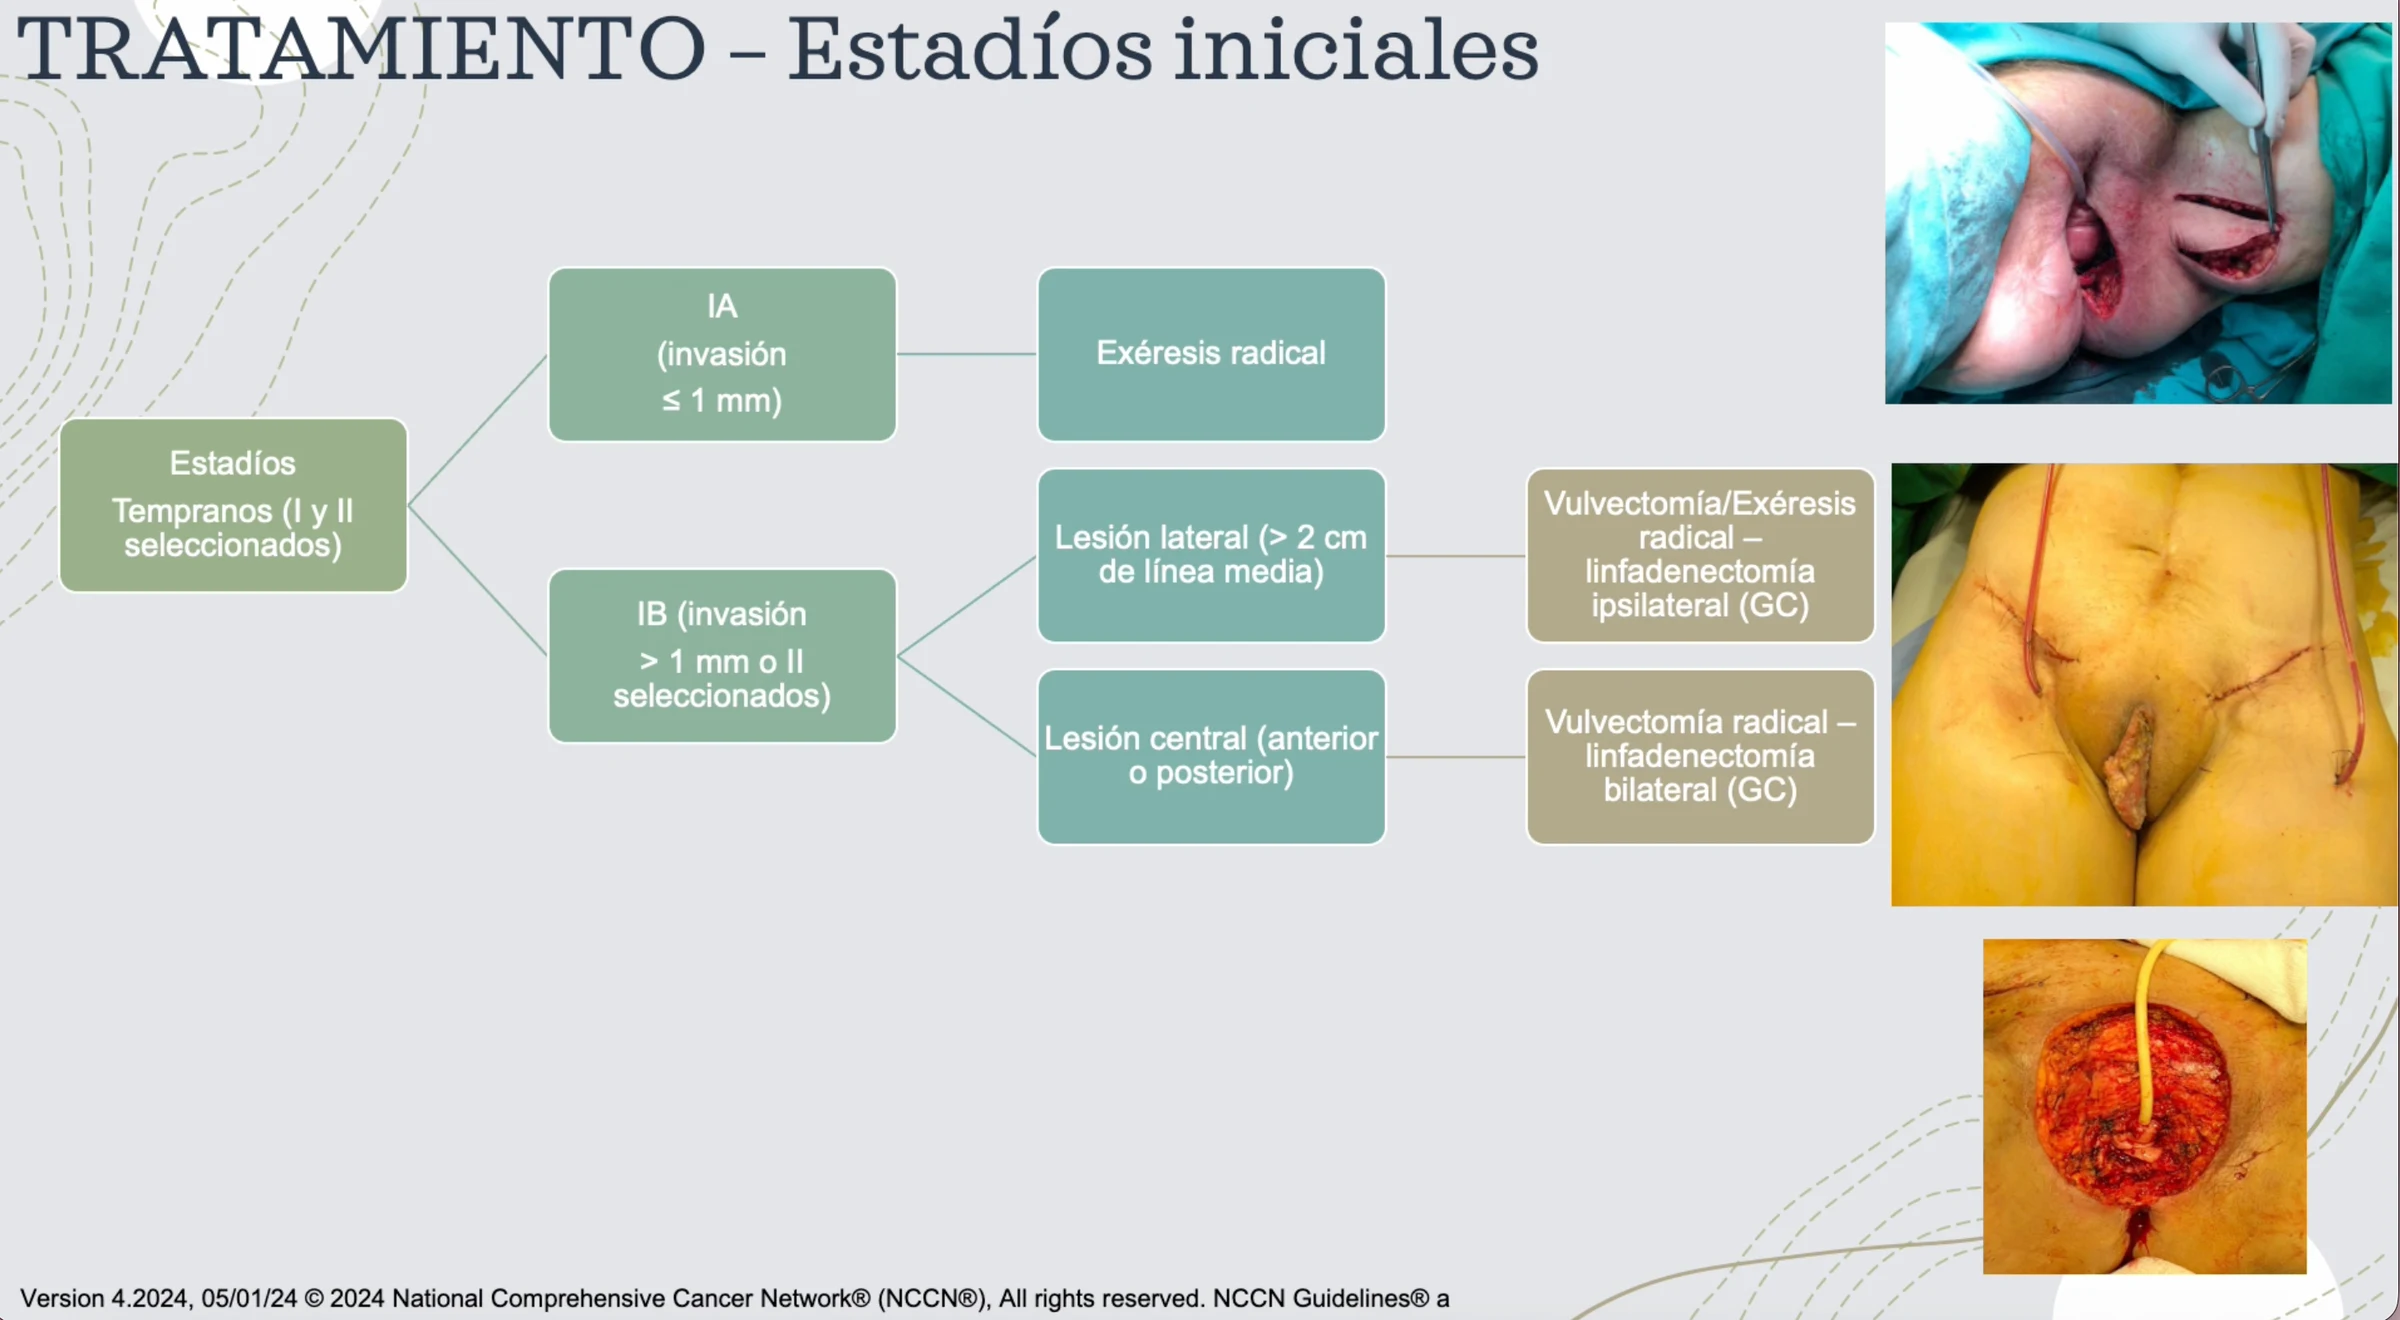 TRATAMIENTO – Estadíos iniciales
Estadíos
Tempranos (I y II
seleccionados)
IA
(invasión
≤ 1 mm)
Exéresis radical
IB (invasión
> 1 mm o II
seleccionados)
Lesión lateral (> 2 cm
de línea media)
Vulvectomía/Exéresis
radical –
linfadenectomía
ipsilateral (GC)
Lesión central (anterior
o posterior)
Vulvectomía radical –
linfadenectomía
bilateral (GC)
Version 4.2024, 05/01/24 © 2024 National Comprehensive Cancer Network® (NCCN®), All rights reserved. NCCN Guidelines® a